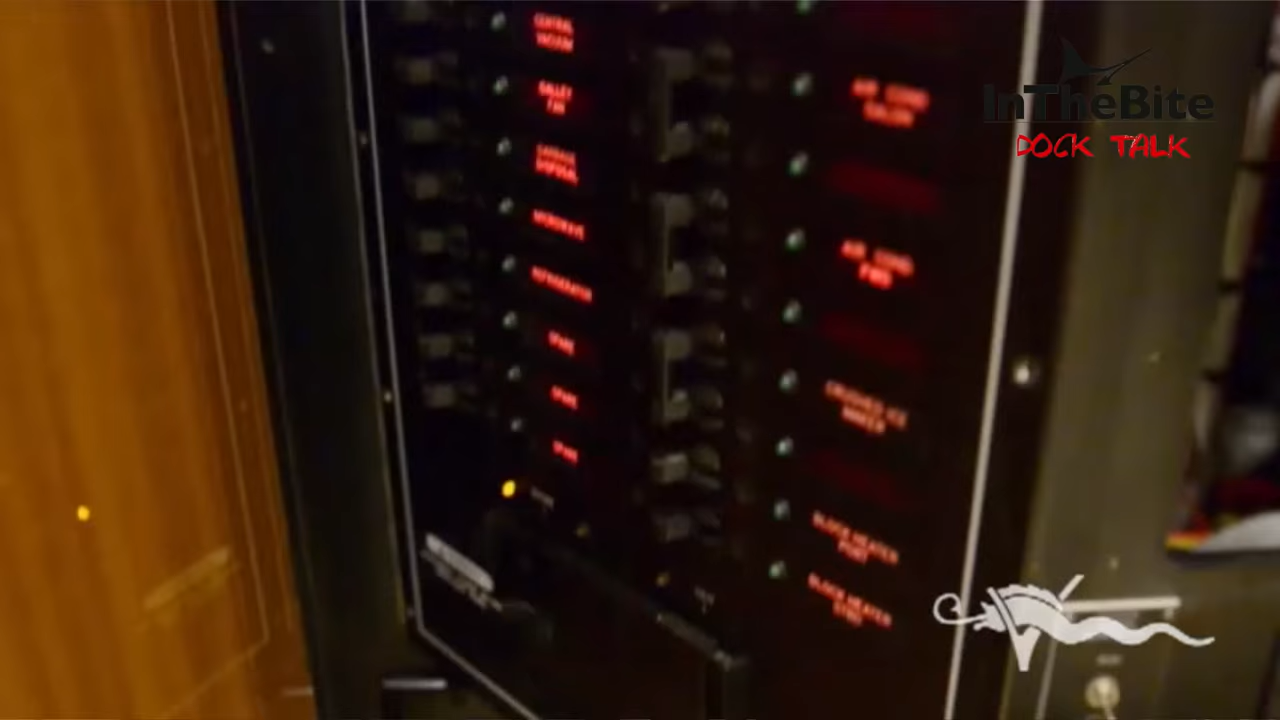 CENTRAL
VACUUM
GALLEY
FAN
GARBAGE
DISPOSAL
MICROWAVE
REFRIGERATOR
SPARE
SPARE
SPARE
AIR COND
SALON
AIR COND
FWD
CRUSHED ICE
MAKER
BLOCK HEATER
PORT
BLOCK HEATER
STBD
InTheBite
DOCK TALK